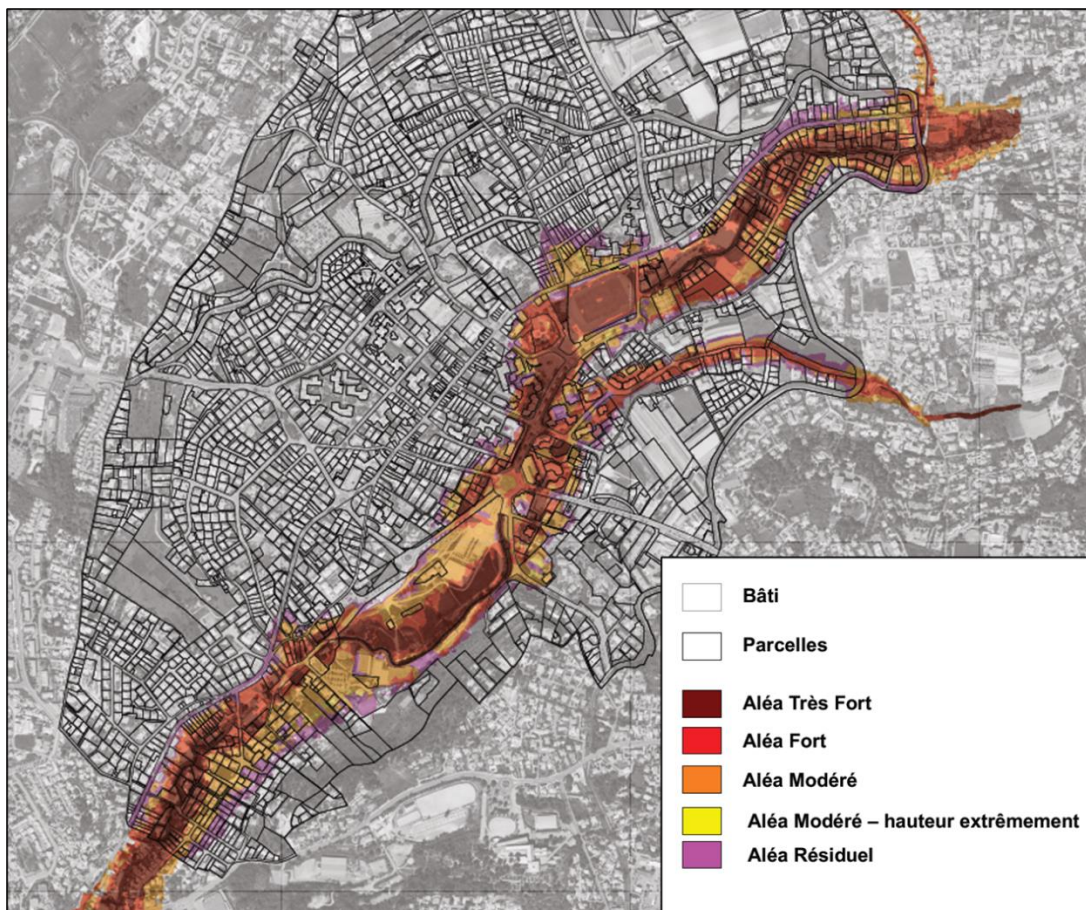 Bâti
Parcelles
Aléa Très Fort
Aléa Fort
Aléa Modéré
Aléa Modéré – hauteur extrêmement
Aléa Résiduel